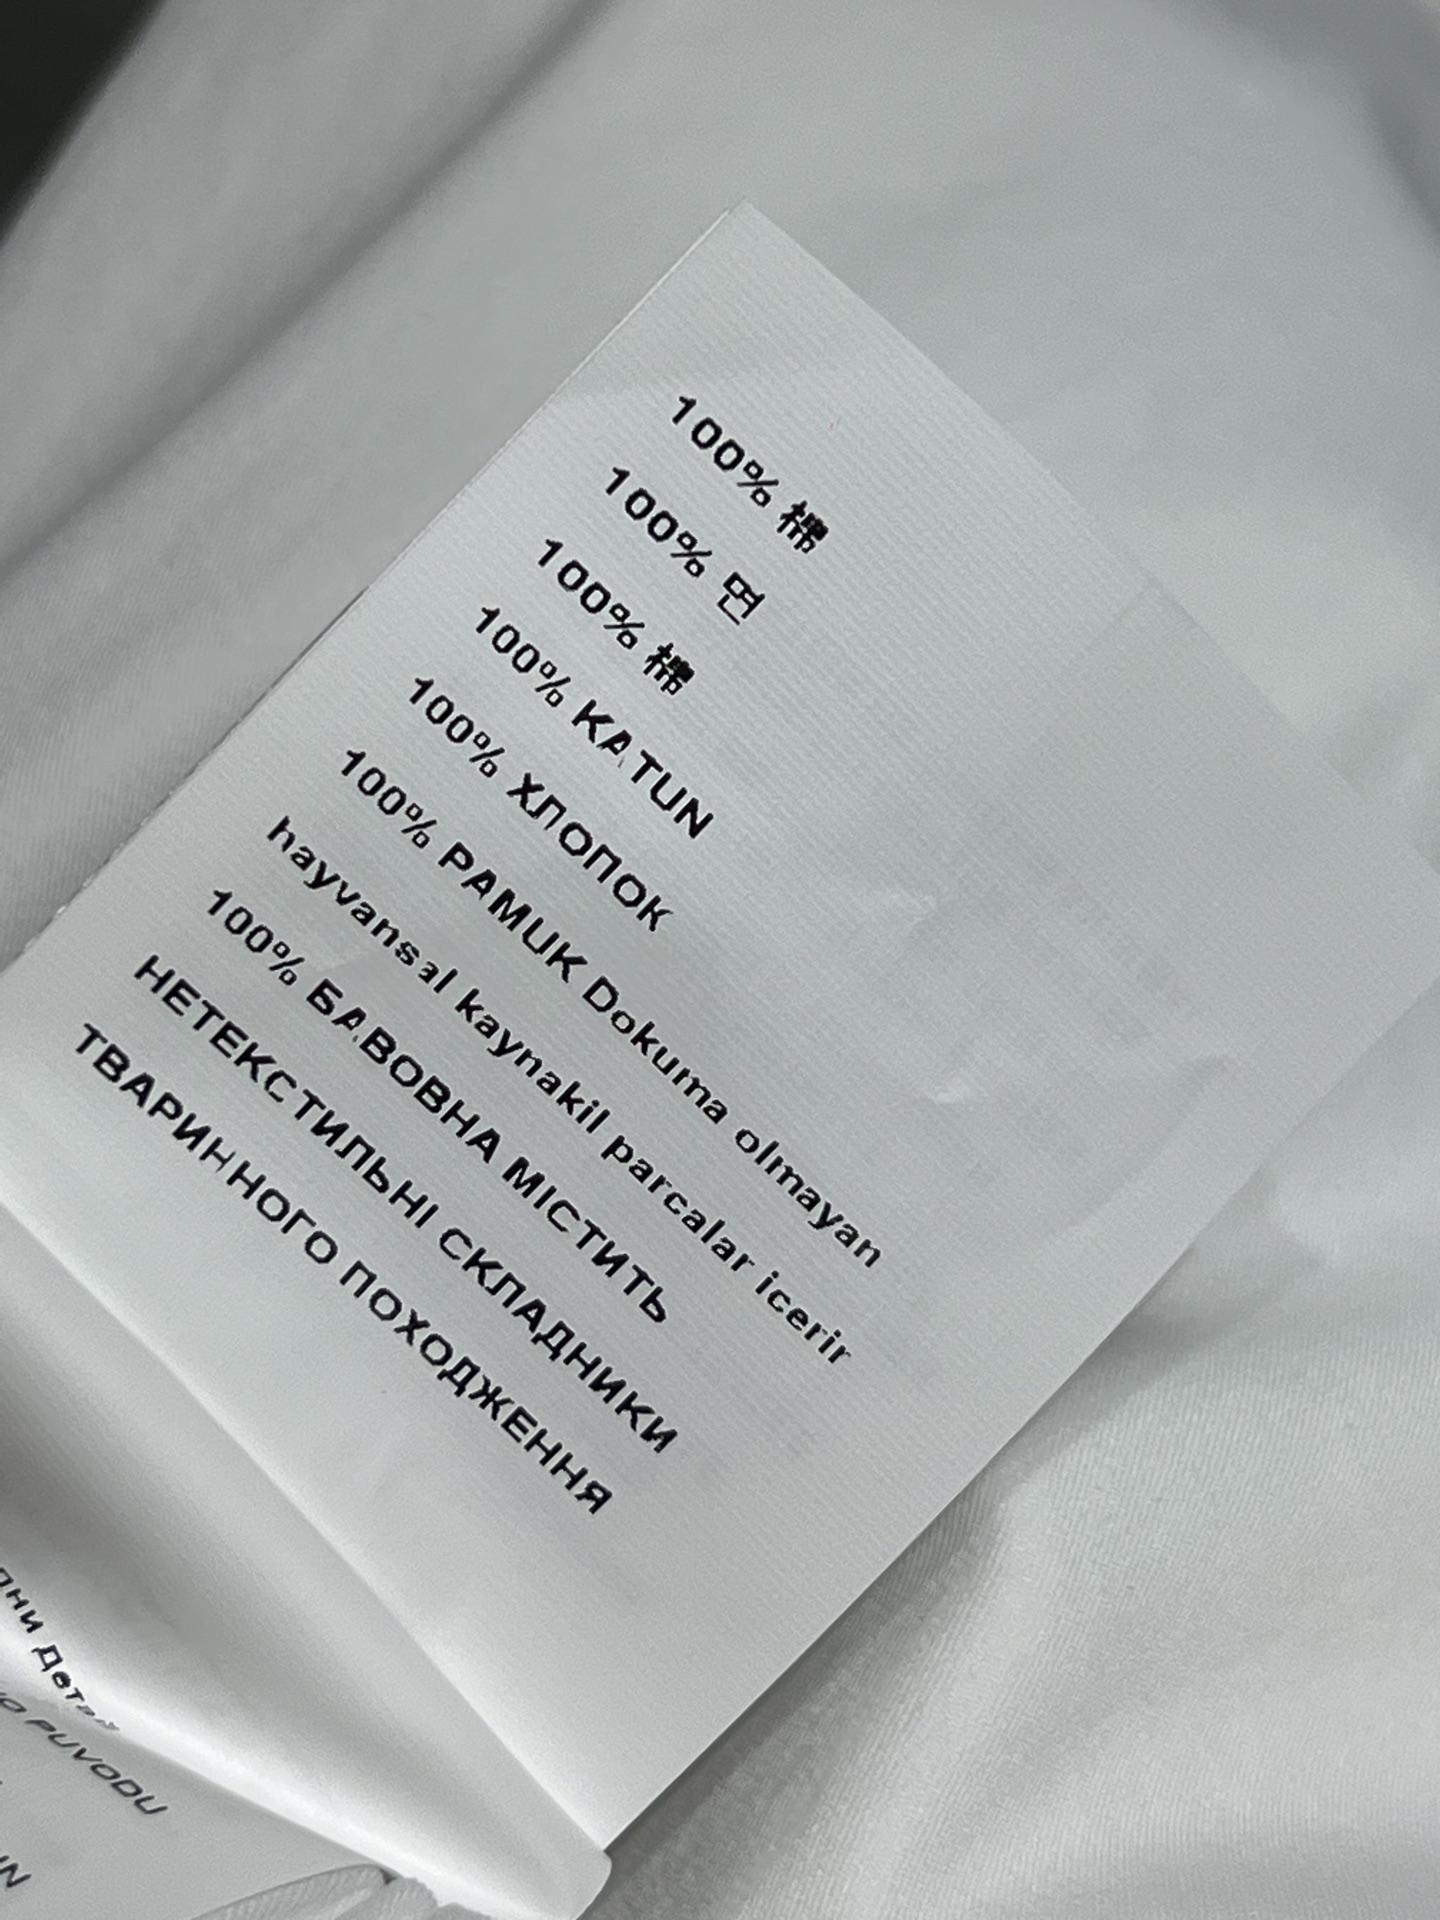 100% 棉
100% 면
100% 棉
100% KATUN
100% ХЛОПОК
100% PAMUK Dokuma olmayan
hayvansal kaynakil parcalar icerir
100% БАВОВНА МІСТИТЬ
НЕТЕКСТИЛЬНІ СКЛАДНИКИ
ТВАРИННОГО ПОХОДЖЕННЯ
PUVODU